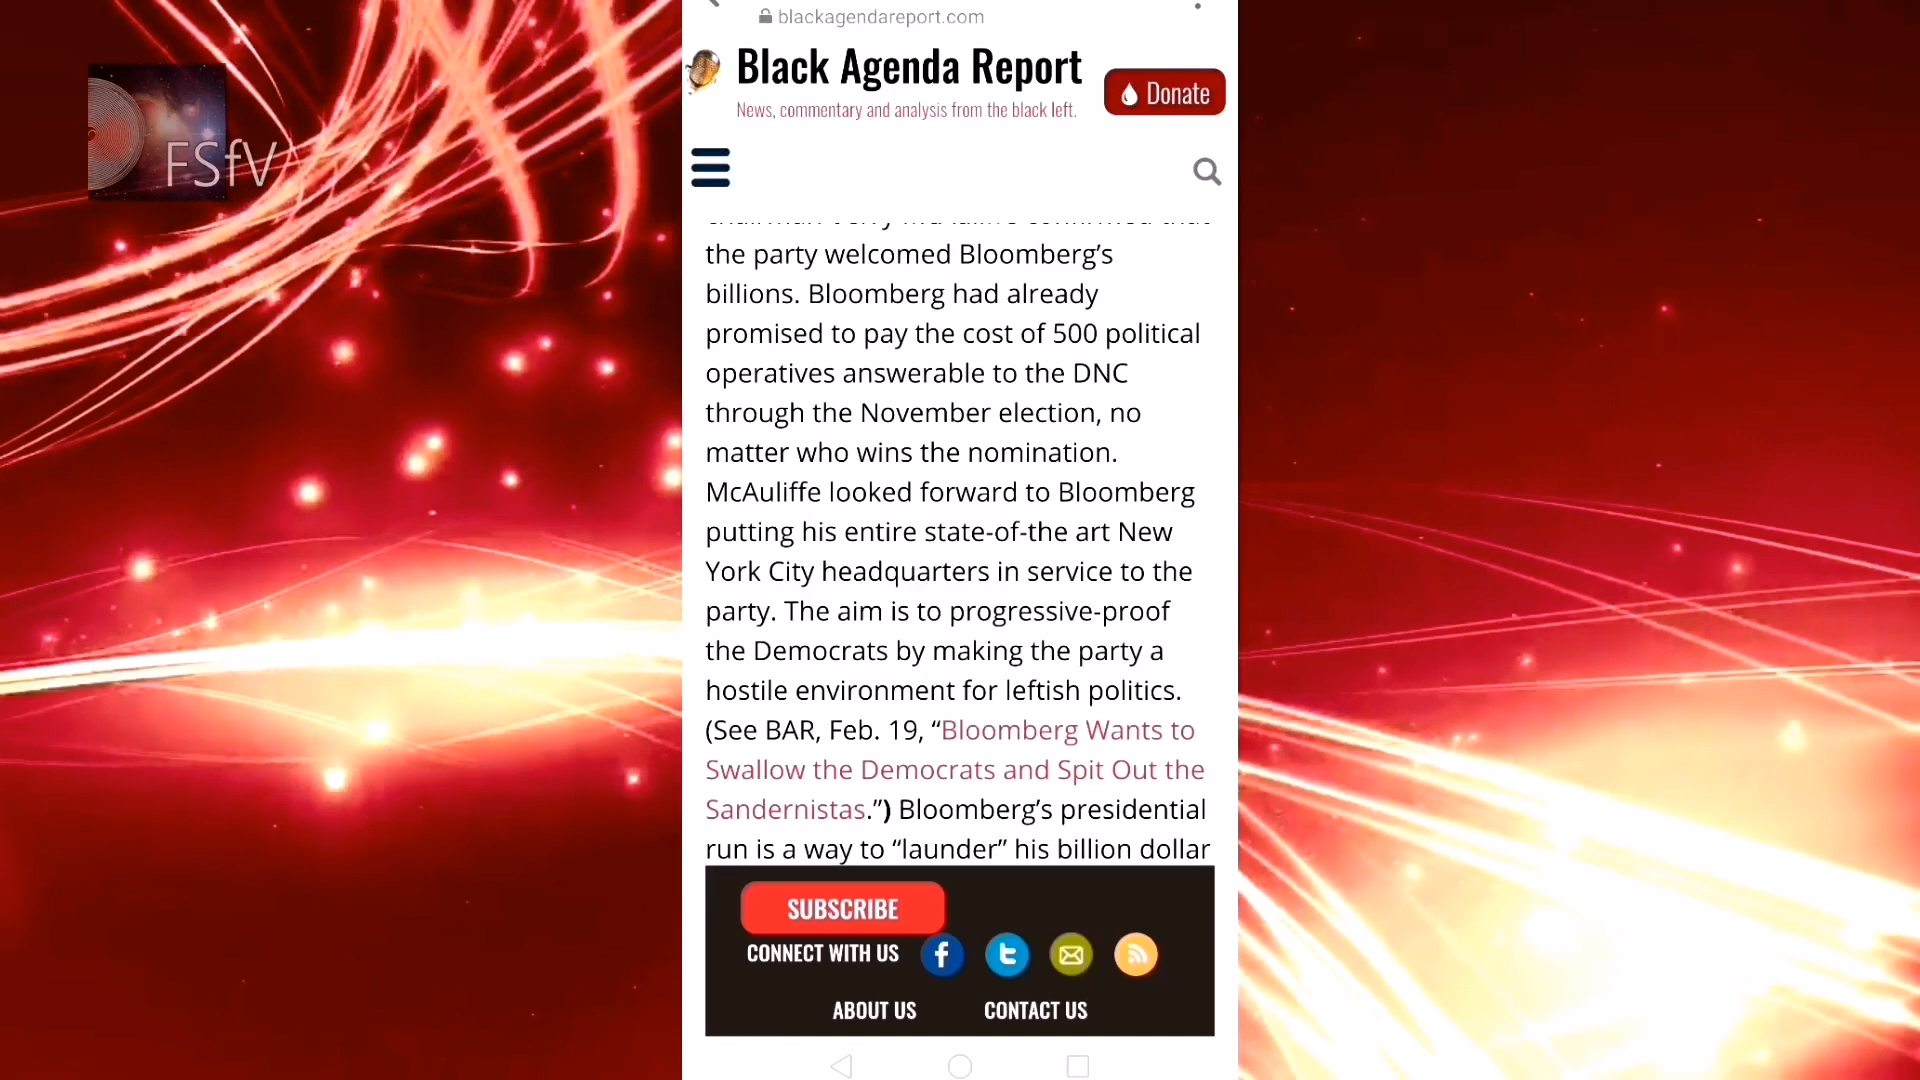 blackagendareport.com
Black Agenda Report
Donate
News, commentary and analysis from the black left.
FSfV
the party welcomed Bloomberg’s
billions. Bloomberg had already
promised to pay the cost of 500 political
operatives answerable to the DNC
through the November election, no
matter who wins the nomination.
McAuliffe looked forward to Bloomberg
putting his entire state-of-the art New
York City headquarters in service to the
party. The aim is to progressive-proof
the Democrats by making the party a
hostile environment for leftish politics.
(See BAR, Feb. 19, “Bloomberg Wants to
Swallow the Democrats and Spit Out the
Sandernistas.”) Bloomberg’s presidential
run is a way to “launder” his billion dollar
SUBSCRIBE
CONNECT WITH US
ABOUT US CONTACT US